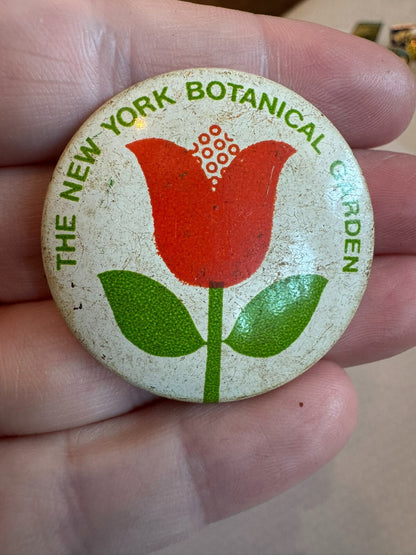 THE NEW YORK BOTANICAL GARDEN